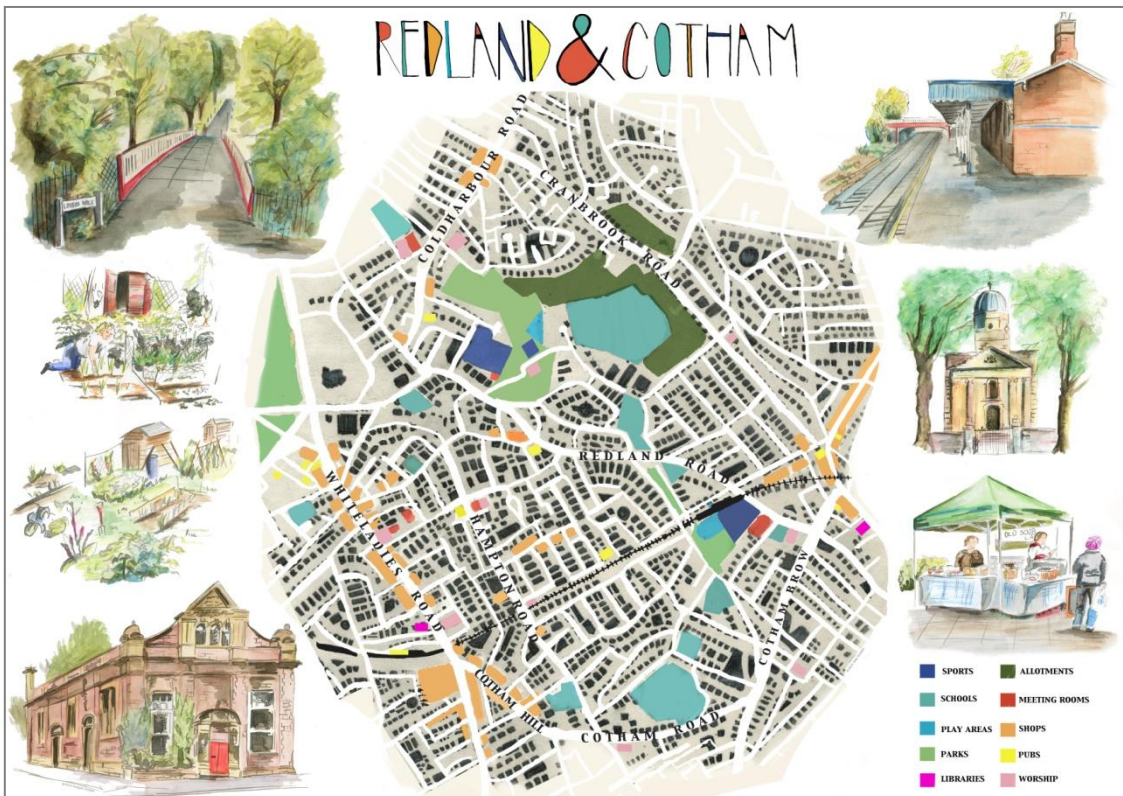 REDLAND & COTHAM
COLDHARBOUR ROAD
CRANBROOK ROAD
REDLAND ROAD
WHITELADIES ROAD
HAMPTON ROAD
COTHAM BROW
COTHAM HILL
COTHAM ROAD
SPORTS
SCHOOLS
PLAY AREAS
PARKS
LIBRARIES
ALLOTMENTS
MEETING ROOMS
SHOPS
PUBS
WORSHIP